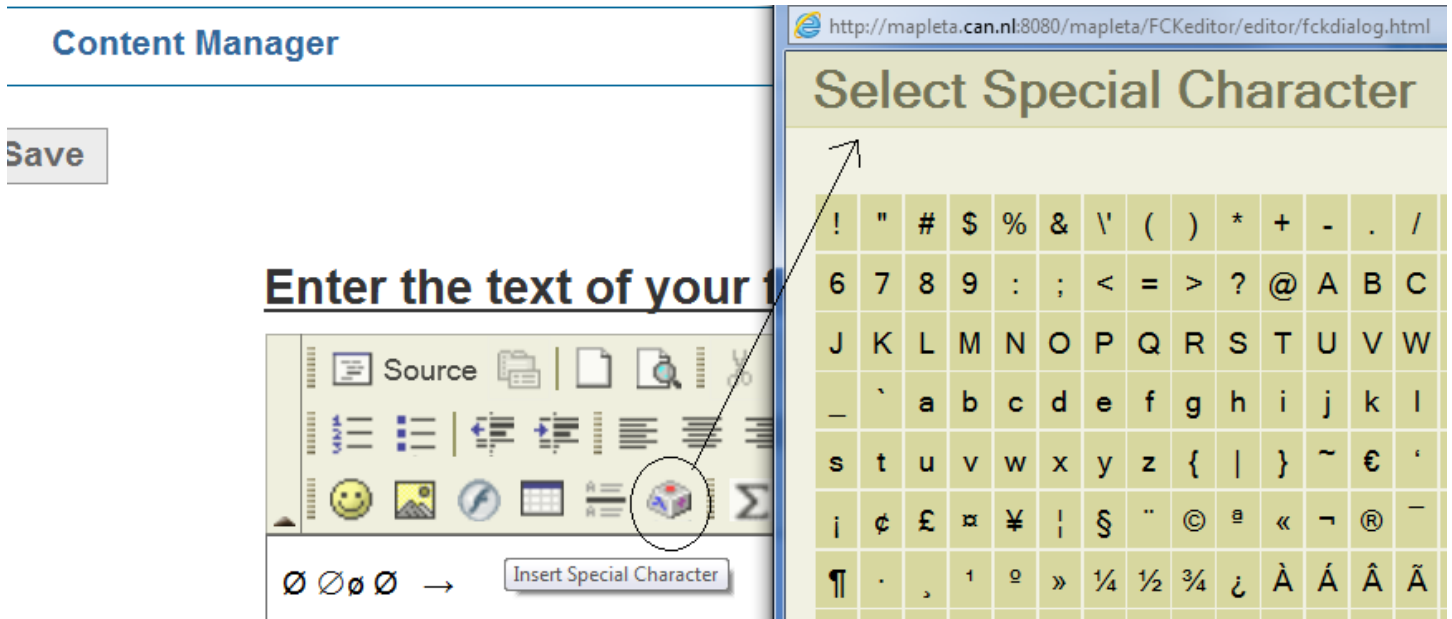 Content Manager
Save
Enter the text of your f
Source
Ø ∅ø Ø →
Insert Special Character
http://mapleta.can.nl:8080/mapleta/FCKeditor/editor/fckdialog.html
Select Special Character
! " # $ % & \' ( ) * + - . /
6 7 8 9 : ; < = > ? @ A B C
J K L M N O P Q R S T U V W
_ ` a b c d e f g h i j k l
s t u v w x y z { | } ~ € ‘
¡ ¢ £ ¤ ¥ ¦ § ¨ © ª « ¬ ® ¯
¶ · ¸ ¹ º » ¼ ½ ¾ ¿ À Á Â Ã